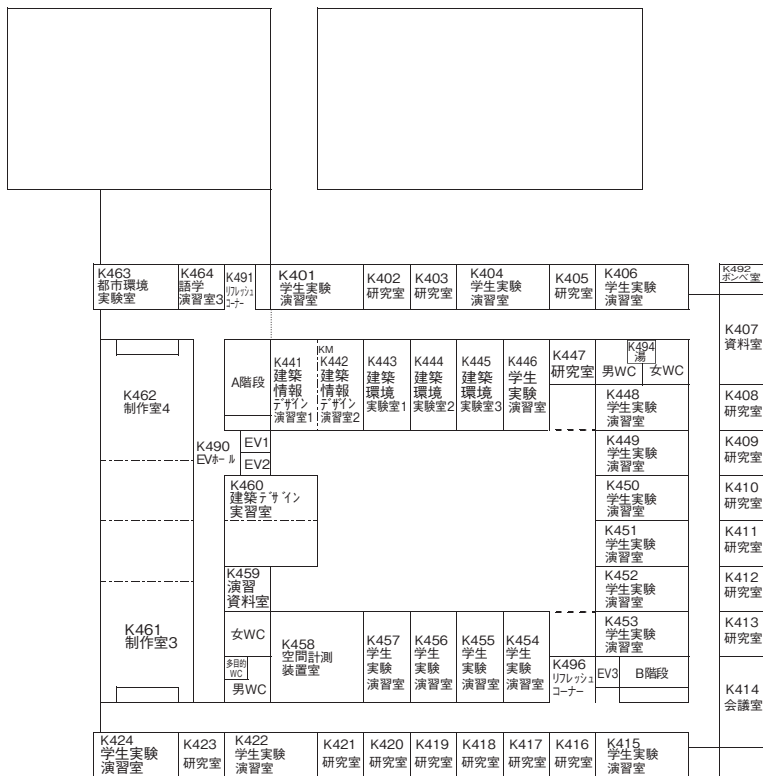 K463
都市環境
実験室
K464
語学
演習室3
K491
リフレッシュ
コーナー
K401
学生実験
演習室
K402
研究室
K403
研究室
K404
学生実験
演習室
K405
研究室
K406
学生実験
演習室
K492
ボンベ室
K407
資料室
K462
制作室4
A階段
K441
建築
情報
デザイン
演習室1
KM
K442
建築
情報
デザイン
演習室2
K443
建築
環境
実験室1
K444
建築
環境
実験室2
K445
建築
環境
実験室3
K446
学生
実験
演習室
K447
研究室
K494
湯
男WC
女WC
K448
学生実験
演習室
K408
研究室
K490
EVホール
EV1
EV2
K449
学生実験
演習室
K409
研究室
K460
建築デザイン
実習室
K450
学生実験
演習室
K410
研究室
K451
学生実験
演習室
K411
研究室
K459
演習
資料室
K452
学生実験
演習室
K412
研究室
K461
制作室3
女WC
多目的
WC
男WC
K458
空間計測
装置室
K457
学生
実験
演習室
K456
学生
実験
演習室
K455
学生
実験
演習室
K454
学生
実験
演習室
K453
学生実験
演習室
K413
研究室
K496
リフレッシュ
コーナー
EV3
B階段
K414
会議室
K424
学生実験
演習室
K423
研究室
K422
学生実験
演習室
K421
研究室
K420
研究室
K419
研究室
K418
研究室
K417
研究室
K416
研究室
K415
学生実験
演習室